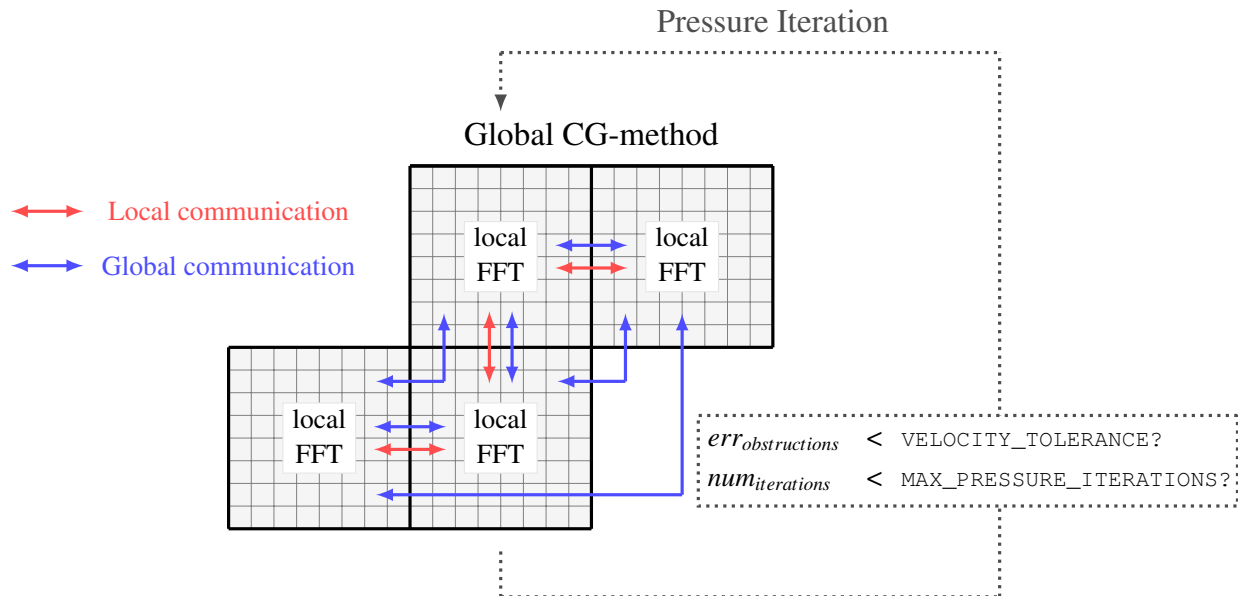 Pressure Iteration
Global CG-method
Local communication
Global communication
local
FFT
local
FFT
local
FFT
local
FFT
err_obstructions < VELOCITY_TOLERANCE?
num_iterations < MAX_PRESSURE_ITERATIONS?